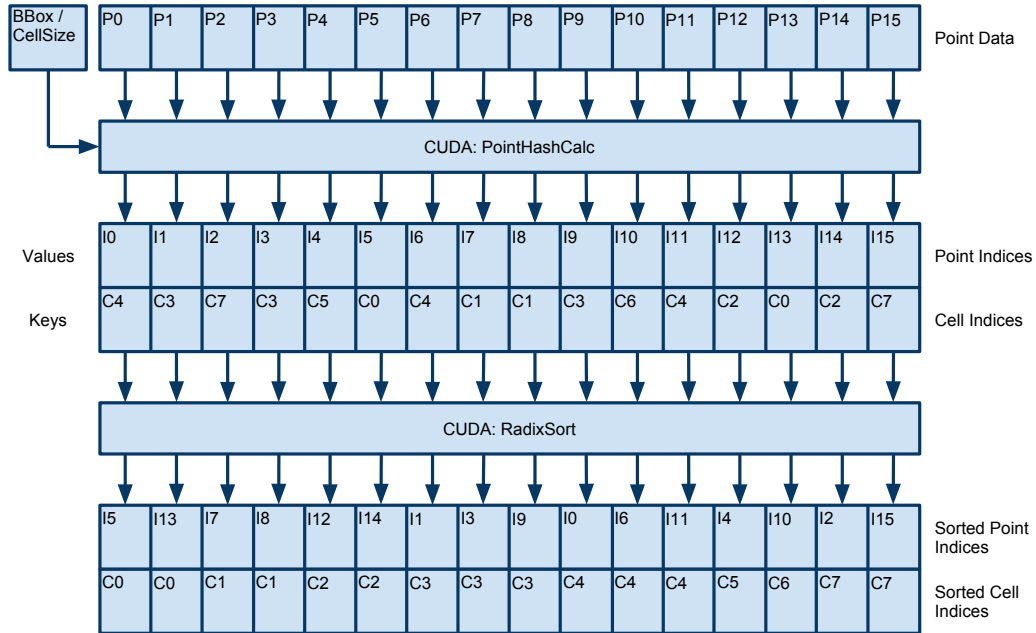 BBox /
CellSize
P0 P1 P2 P3 P4 P5 P6 P7 P8 P9 P10 P11 P12 P13 P14 P15
Point Data
CUDA: PointHashCalc
Values
I0 I1 I2 I3 I4 I5 I6 I7 I8 I9 I10 I11 I12 I13 I14 I15
Point Indices
Keys
C4 C3 C7 C3 C5 C0 C4 C1 C1 C3 C6 C4 C2 C0 C2 C7
Cell Indices
CUDA: RadixSort
I5 I13 I7 I8 I12 I14 I1 I3 I9 I0 I6 I11 I4 I10 I2 I15
Sorted Point
Indices
C0 C0 C1 C1 C2 C2 C3 C3 C3 C4 C4 C4 C5 C6 C7 C7
Sorted Cell
Indices